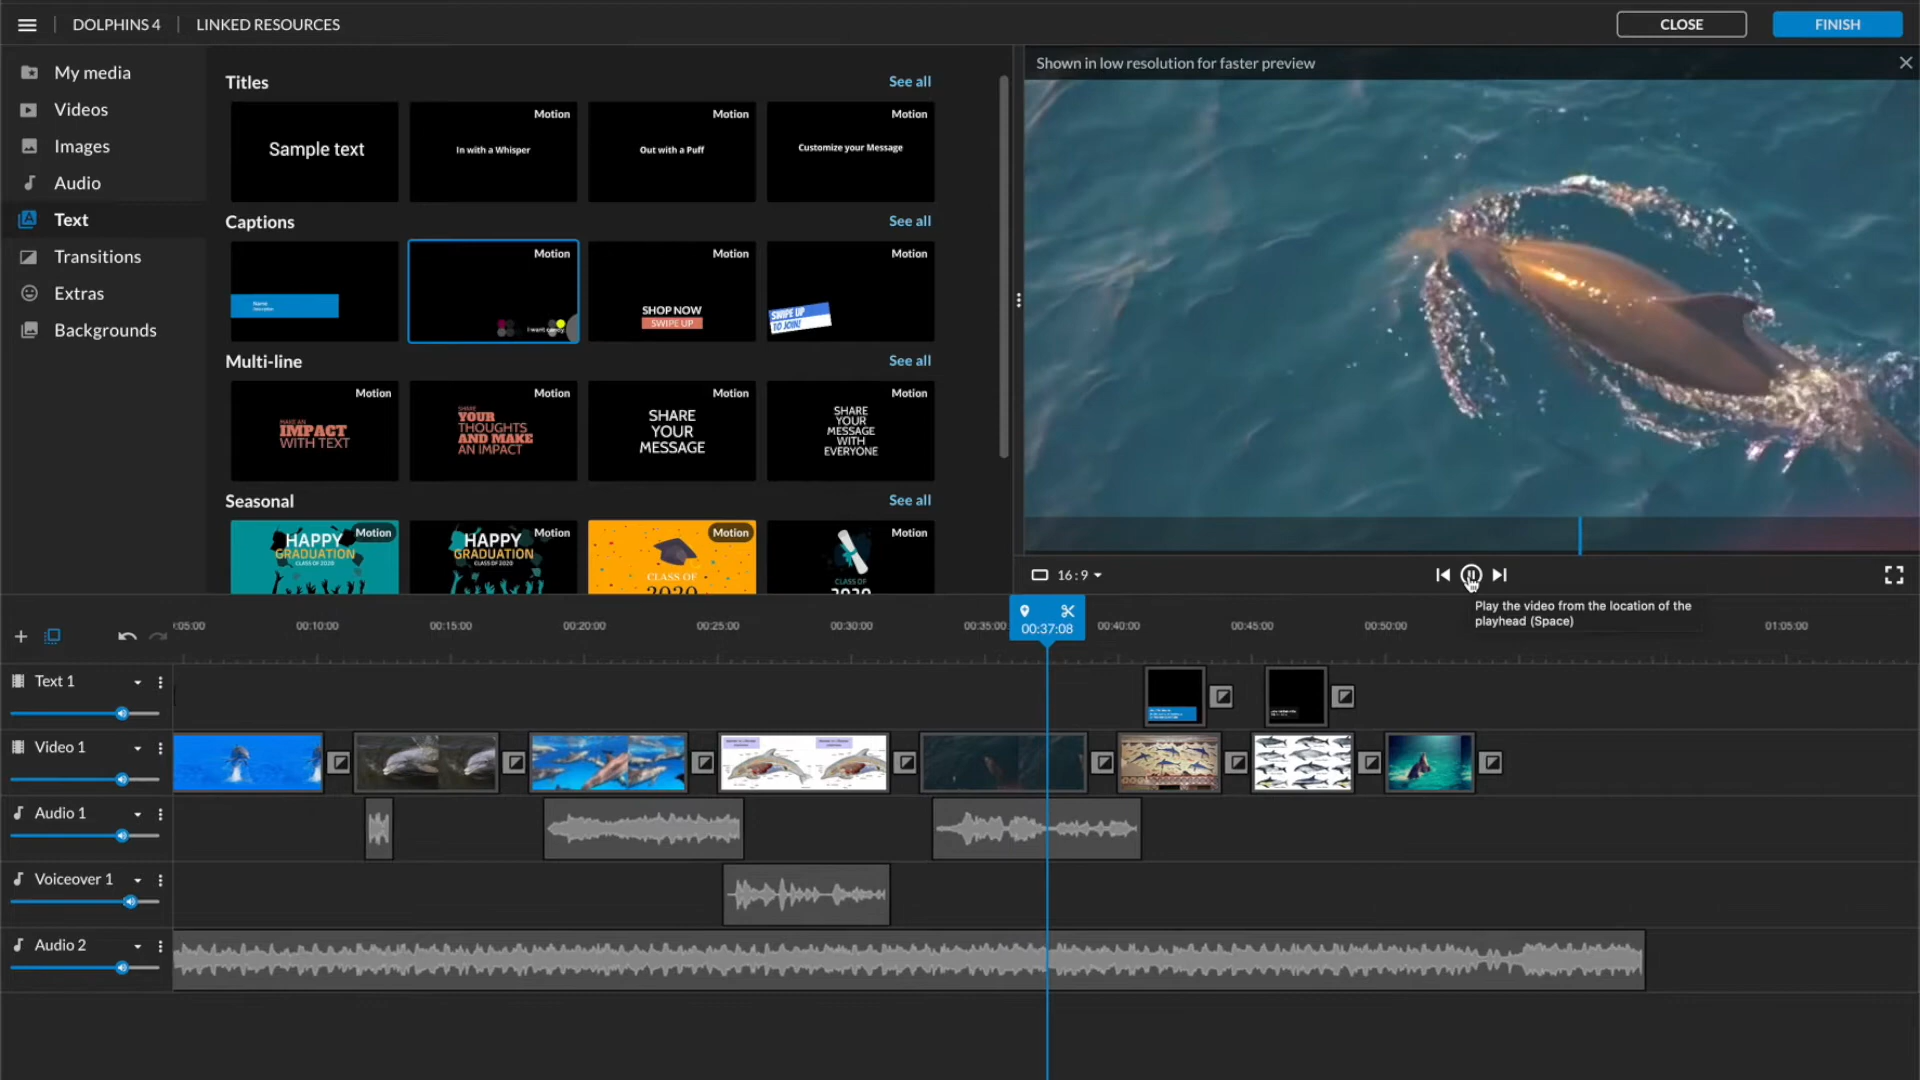 DOLPHINS 4
LINKED RESOURCES
CLOSE
FINISH
My media
Videos
Images
Audio
Text
Transitions
Extras
Backgrounds
Titles
See all
Sample text
Motion
In with a Whisper
Motion
Out with a Puff
Motion
Customize your Message
Captions
See all
Name
Motion
I want candy
Motion
SHOP NOW
SWIPE UP
Motion
SWIPE UP
TO JOIN!
Multi-line
See all
Motion
MAKE AN
IMPACT
WITH TEXT
Motion
SHARE
YOUR
THOUGHTS
AND MAKE
AN IMPACT
Motion
SHARE
YOUR
MESSAGE
Motion
SHARE
YOUR
MESSAGE
WITH
EVERYONE
Seasonal
See all
Motion
HAPPY
GRADUATION
CLASS OF 2020
Motion
HAPPY
GRADUATION
CLASS OF 2020
Motion
CLASS OF
2020
Motion
CLASS OF
2020
Shown in low resolution for faster preview
16:9
Play the video from the location of the
playhead (Space)
:05:00
00:10:00
00:15:00
00:20:00
00:25:00
00:30:00
00:35:00
00:37:08
00:40:00
00:45:00
00:50:00
01:05:00
Text 1
Video 1
Audio 1
Voiceover 1
Audio 2